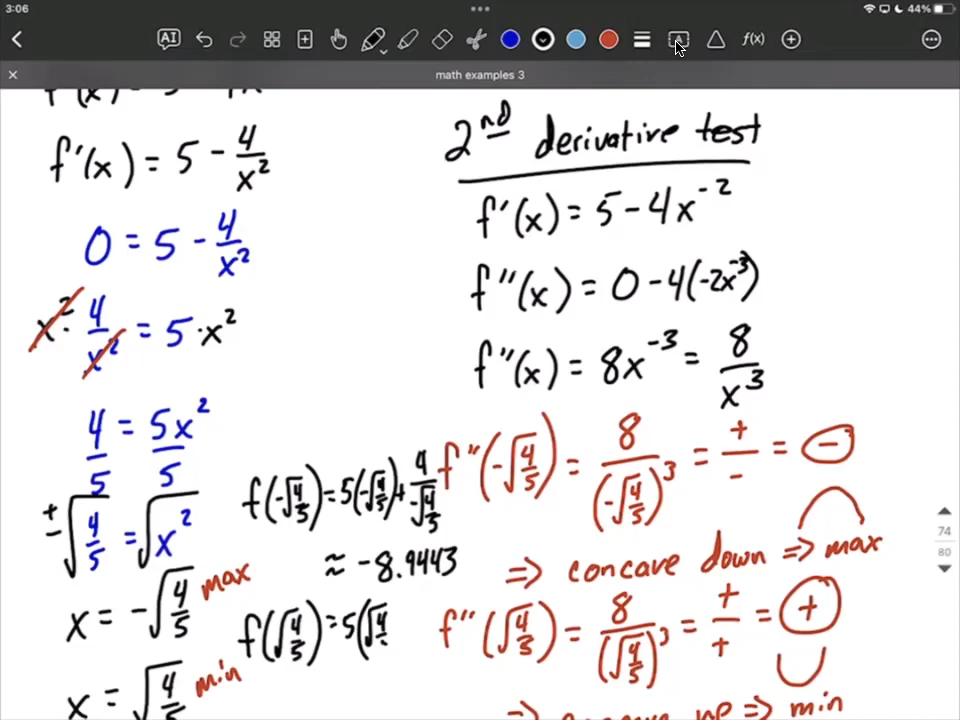 3:06
44%
AI
A
f(x)
math examples 3
f'(x) = 5 - 4/x²
0 = 5 - 4/x²
x² · 4/x² = 5 · x²
4/5 = 5x²/5
±√(4/5) = √x²
x = -√(4/5) max
x = √(4/5) min
f(-√(4/5)) = 5(-√(4/5)) + 4/-√(4/5)
≈ -8.9443
f(√(4/5)) = 5(√(4/5
2nd derivative test
f'(x) = 5 - 4x⁻²
f''(x) = 0 - 4(-2x⁻³)
f''(x) = 8x⁻³ = 8/x³
f''(-√(4/5)) = 8/(-√(4/5))³ = +/- = -
⇒ concave down ⇒ max
f''(√(4/5)) = 8/(√(4/5))³ = +/+ = +
⇒ concave up ⇒ min
74
80